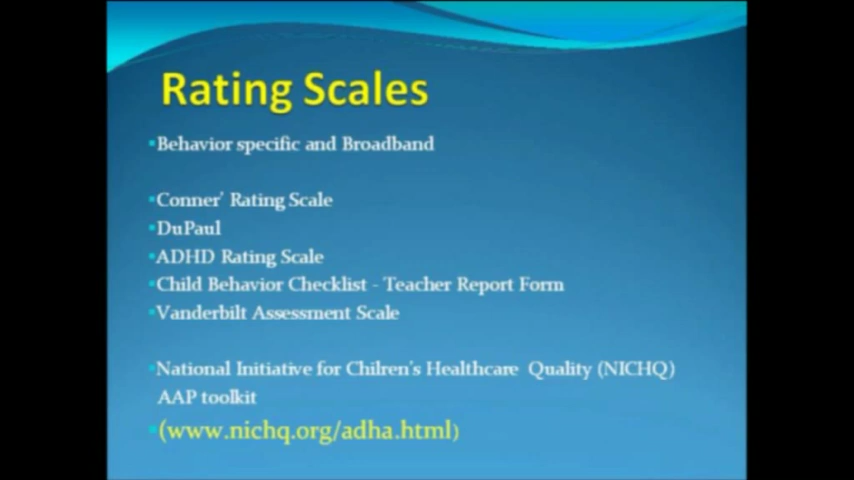 Rating Scales
Behavior specific and Broadband
Conner' Rating Scale
DuPaul
ADHD Rating Scale
Child Behavior Checklist - Teacher Report Form
Vanderbilt Assessment Scale
National Initiative for Chilren's Healthcare Quality (NICHQ)
AAP toolkit
(www.nichq.org/adha.html)